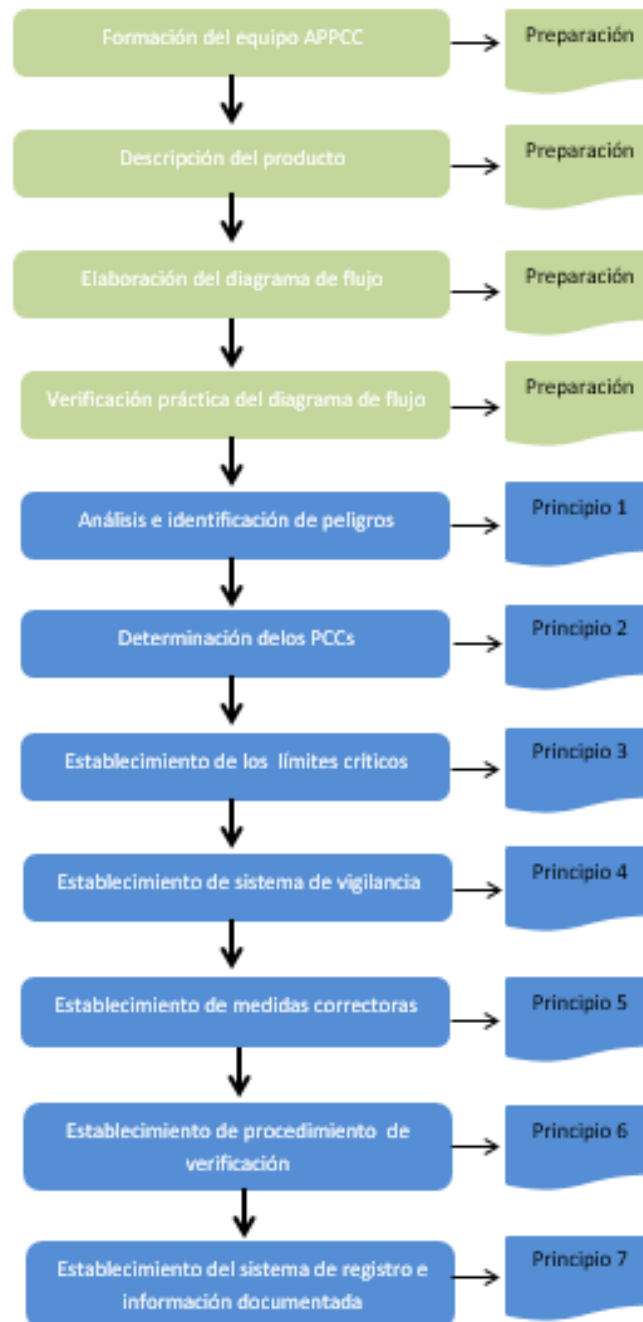 Formación del equipo APPCC
Preparación
Descripción del producto
Preparación
Elaboración del diagrama de flujo
Preparación
Verificación práctica del diagrama de flujo
Preparación
Análisis e identificación de peligros
Principio 1
Determinación delos PCCs
Principio 2
Establecimiento de los límites críticos
Principio 3
Establecimiento de sistema de vigilancia
Principio 4
Establecimiento de medidas correctoras
Principio 5
Establecimiento de procedimiento de
verificación
Principio 6
Establecimiento del sistema de registro e
información documentada
Principio 7